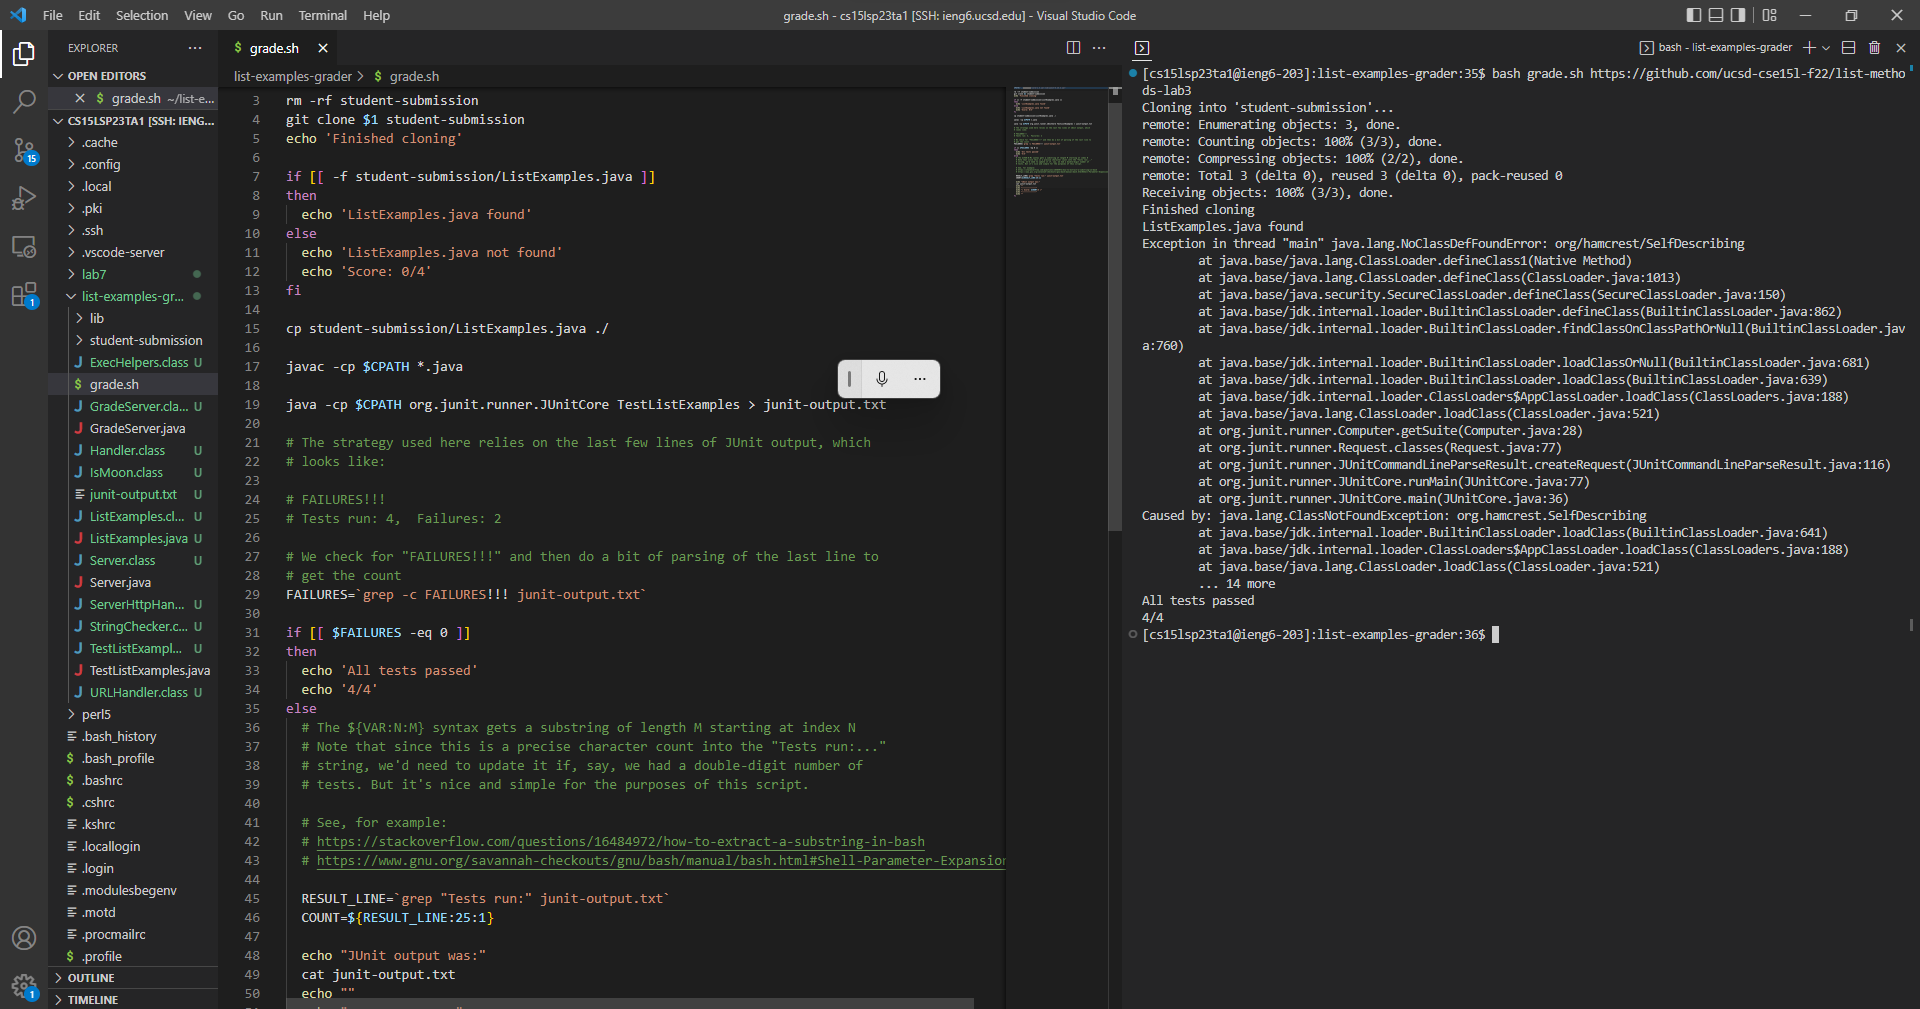 File Edit Selection View Go Run Terminal Help
grade.sh - cs15lsp23ta1 [SSH: ieng6.ucsd.edu] - Visual Studio Code
EXPLORER
OPEN EDITORS
$ grade.sh ~/list-e...
CS15LSP23TA1 [SSH: IENG...
.cache
.config
.local
.pki
.ssh
.vscode-server
lab7
list-examples-gr...
lib
student-submission
J ExecHelpers.class U
$ grade.sh
J GradeServer.cla... U
J GradeServer.java
J Handler.class U
J IsMoon.class U
junit-output.txt U
J ListExamples.cl... U
J ListExamples.java U
J Server.class U
J Server.java
J ServerHttpHan... U
J StringChecker.c... U
J TestListExampl... U
J TestListExamples.java
J URLHandler.class U
perl5
.bash_history
$ .bash_profile
$ .bashrc
$ .cshrc
.kshrc
.locallogin
.login
.modulesbegenv
.motd
.procmailrc
$ .profile
OUTLINE
TIMELINE
15
1
1
$ grade.sh
list-examples-grader > $ grade.sh
3 rm -rf student-submission
4 git clone $1 student-submission
5 echo 'Finished cloning'
6
7 if [[ -f student-submission/ListExamples.java ]]
8 then
9 echo 'ListExamples.java found'
10 else
11 echo 'ListExamples.java not found'
12 echo 'Score: 0/4'
13 fi
14
15 cp student-submission/ListExamples.java ./
16
17 javac -cp $CPATH *.java
18
19 java -cp $CPATH org.junit.runner.JUnitCore TestListExamples > junit-output.txt
20
21 # The strategy used here relies on the last few lines of JUnit output, which
22 # looks like:
23
24 # FAILURES!!!
25 # Tests run: 4,  Failures: 2
26
27 # We check for "FAILURES!!!" and then do a bit of parsing of the last line to
28 # get the count
29 FAILURES=`grep -c FAILURES!!! junit-output.txt`
30
31 if [[ $FAILURES -eq 0 ]]
32 then
33 echo 'All tests passed'
34 echo '4/4'
35 else
36 # The ${VAR:N:M} syntax gets a substring of length M starting at index N
37 # Note that since this is a precise character count into the "Tests run:..."
38 # string, we'd need to update it if, say, we had a double-digit number of
39 # tests. But it's nice and simple for the purposes of this script.
40
41 # See, for example:
42 # https://stackoverflow.com/questions/16484972/how-to-extract-a-substring-in-bash
43 # https://www.gnu.org/savannah-checkouts/gnu/bash/manual/bash.html#Shell-Parameter-Expansion
44
45 RESULT_LINE=`grep "Tests run:" junit-output.txt`
46 COUNT=${RESULT_LINE:25:1}
47
48 echo "JUnit output was:"
49 cat junit-output.txt
50 echo ""
bash - list-examples-grader
[cs15lsp23ta1@ieng6-203]:list-examples-grader:35$ bash grade.sh https://github.com/ucsd-cse15l-f22/list-metho
ds-lab3
Cloning into 'student-submission'...
remote: Enumerating objects: 3, done.
remote: Counting objects: 100% (3/3), done.
remote: Compressing objects: 100% (2/2), done.
remote: Total 3 (delta 0), reused 3 (delta 0), pack-reused 0
Receiving objects: 100% (3/3), done.
Finished cloning
ListExamples.java found
Exception in thread "main" java.lang.NoClassDefFoundError: org/hamcrest/SelfDescribing
at java.base/java.lang.ClassLoader.defineClass1(Native Method)
at java.base/java.lang.ClassLoader.defineClass(ClassLoader.java:1013)
at java.base/java.security.SecureClassLoader.defineClass(SecureClassLoader.java:150)
at java.base/jdk.internal.loader.BuiltinClassLoader.defineClass(BuiltinClassLoader.java:862)
at java.base/jdk.internal.loader.BuiltinClassLoader.findClassOnClassPathOrNull(BuiltinClassLoader.jav
a:760)
at java.base/jdk.internal.loader.BuiltinClassLoader.loadClassOrNull(BuiltinClassLoader.java:681)
at java.base/jdk.internal.loader.BuiltinClassLoader.loadClass(BuiltinClassLoader.java:639)
at java.base/jdk.internal.loader.ClassLoaders$AppClassLoader.loadClass(ClassLoaders.java:188)
at java.base/java.lang.ClassLoader.loadClass(ClassLoader.java:521)
at org.junit.runner.Computer.getSuite(Computer.java:28)
at org.junit.runner.Request.classes(Request.java:77)
at org.junit.runner.JUnitCommandLineParseResult.createRequest(JUnitCommandLineParseResult.java:116)
at org.junit.runner.JUnitCore.runMain(JUnitCore.java:77)
at org.junit.runner.JUnitCore.main(JUnitCore.java:36)
Caused by: java.lang.ClassNotFoundException: org.hamcrest.SelfDescribing
at java.base/jdk.internal.loader.BuiltinClassLoader.loadClass(BuiltinClassLoader.java:641)
at java.base/jdk.internal.loader.ClassLoaders$AppClassLoader.loadClass(ClassLoaders.java:188)
at java.base/java.lang.ClassLoader.loadClass(ClassLoader.java:521)
... 14 more
All tests passed
4/4
[cs15lsp23ta1@ieng6-203]:list-examples-grader:36$